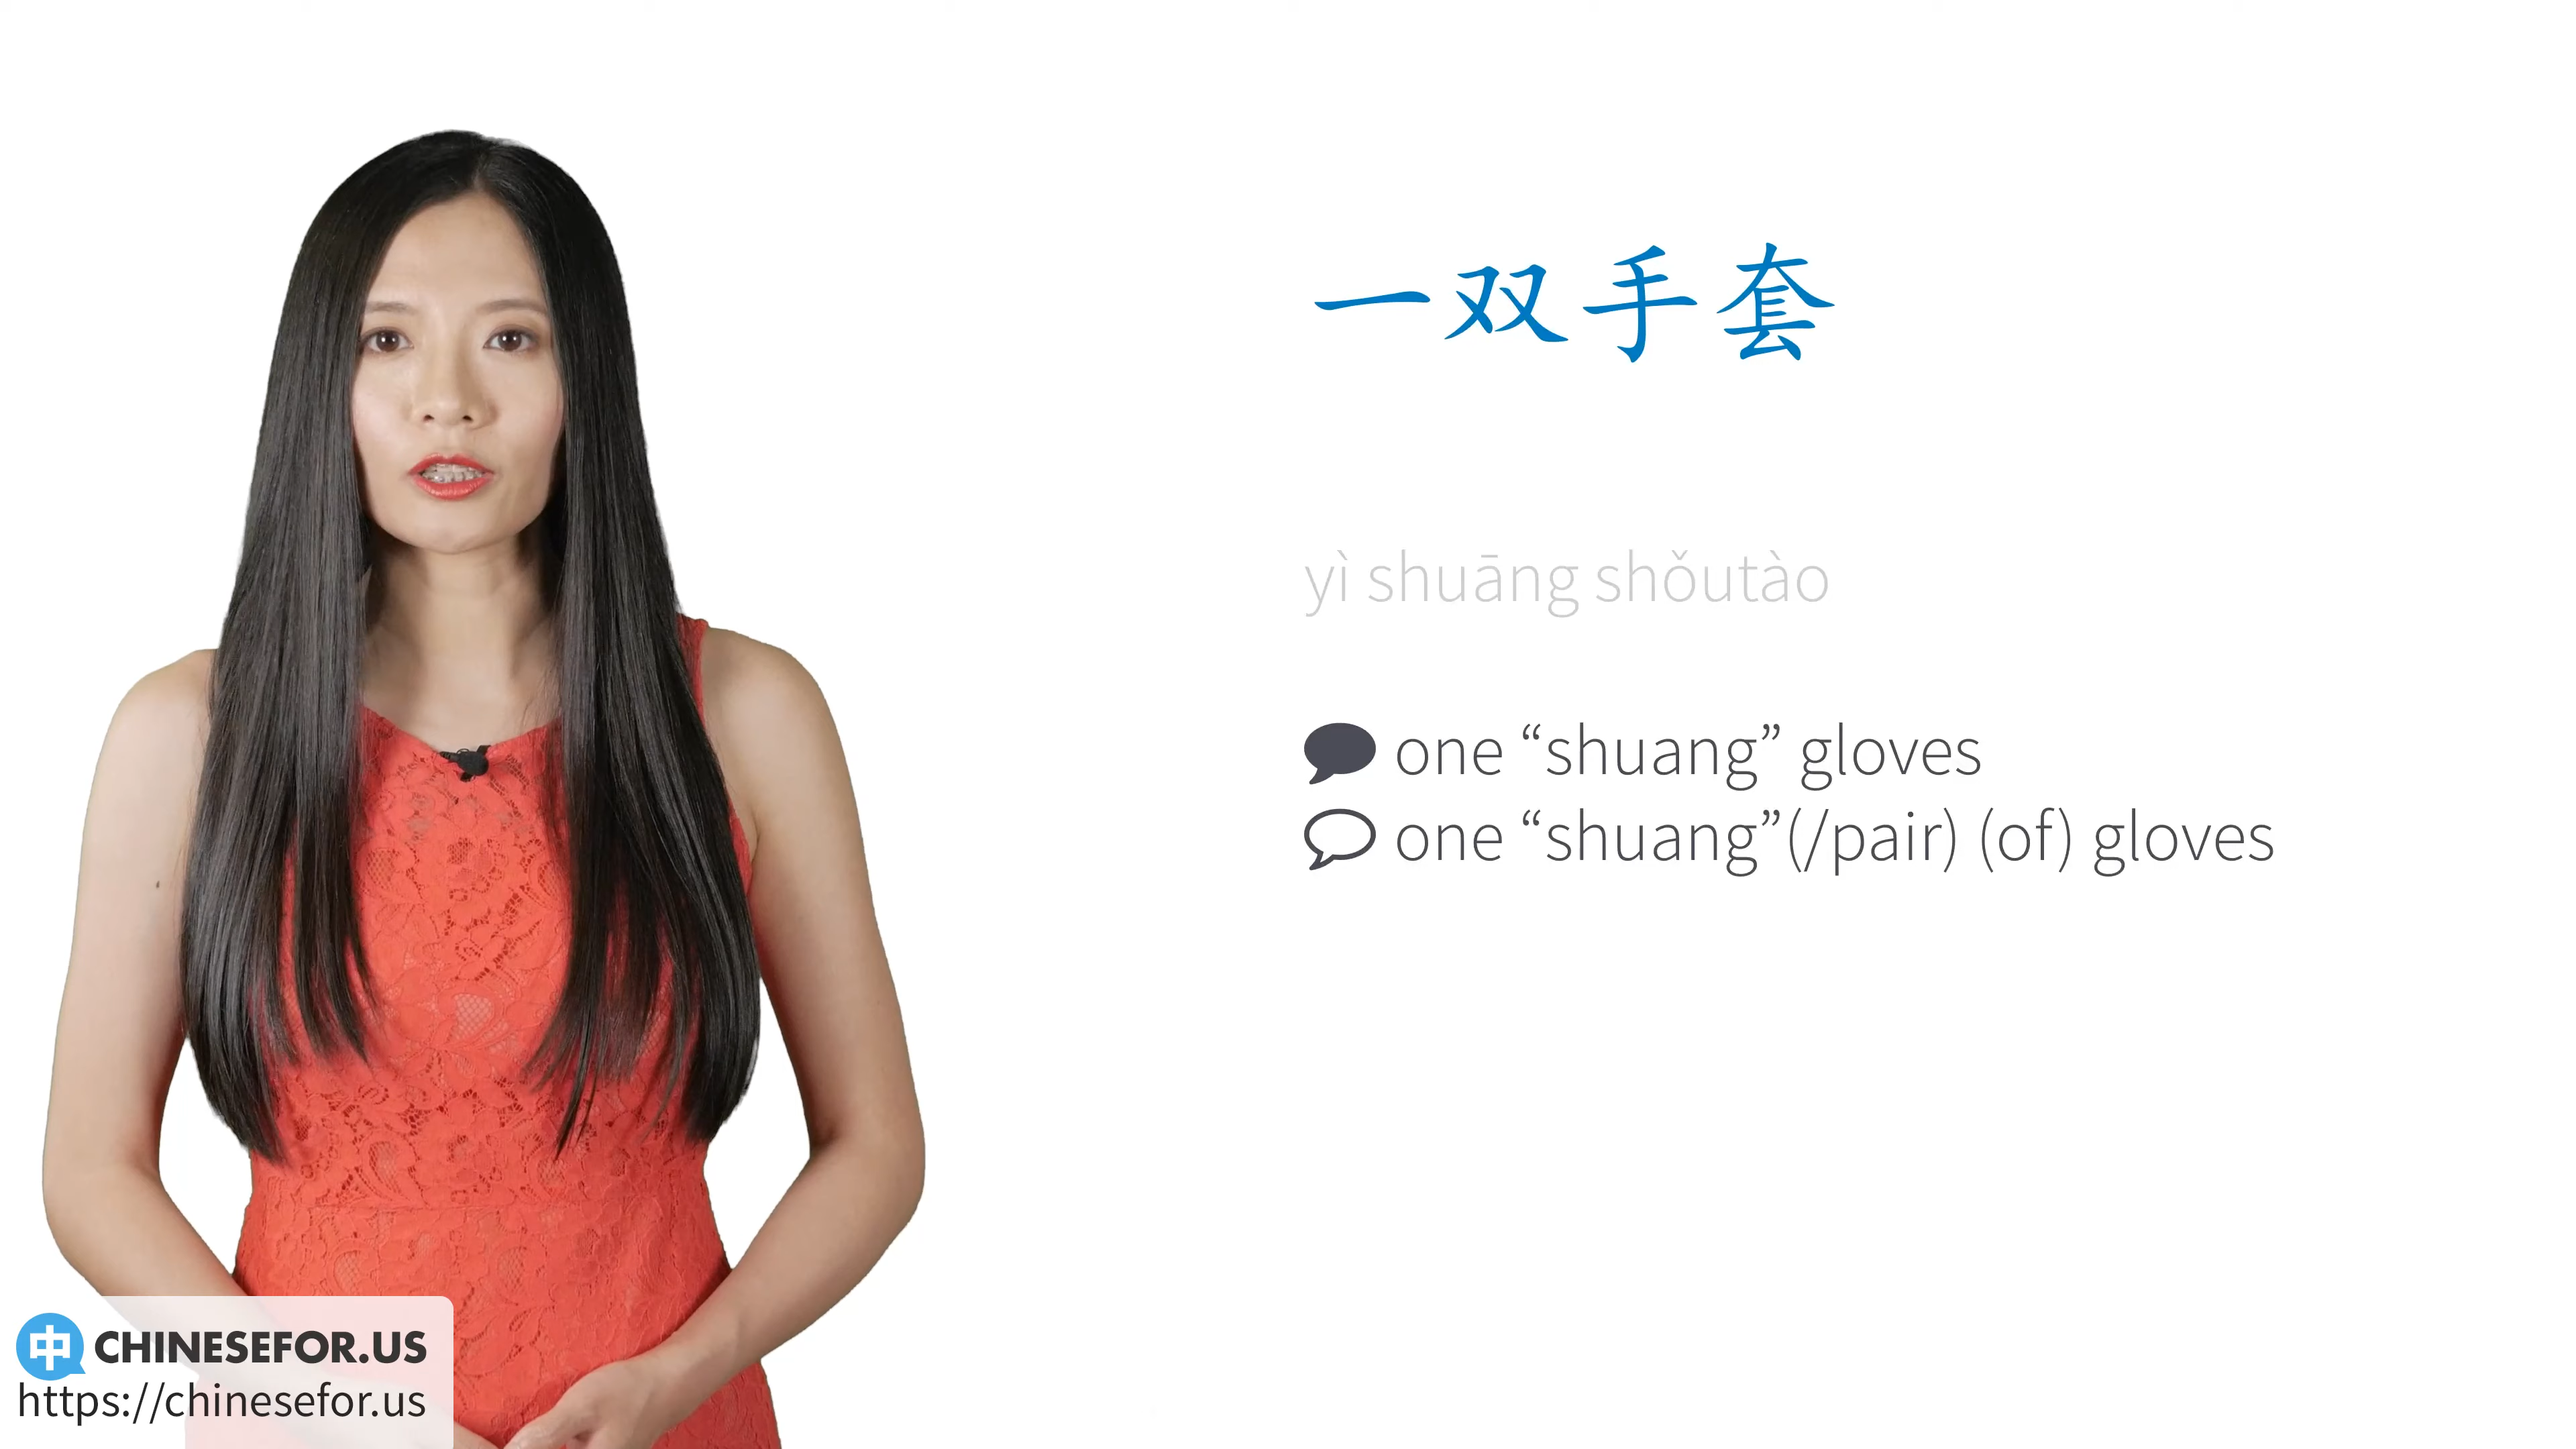 一双手套
yì shuāng shǒutào
one “shuang” gloves
one “shuang”(/pair) (of) gloves
中 CHINESEFOR.US
https://chinesefor.us